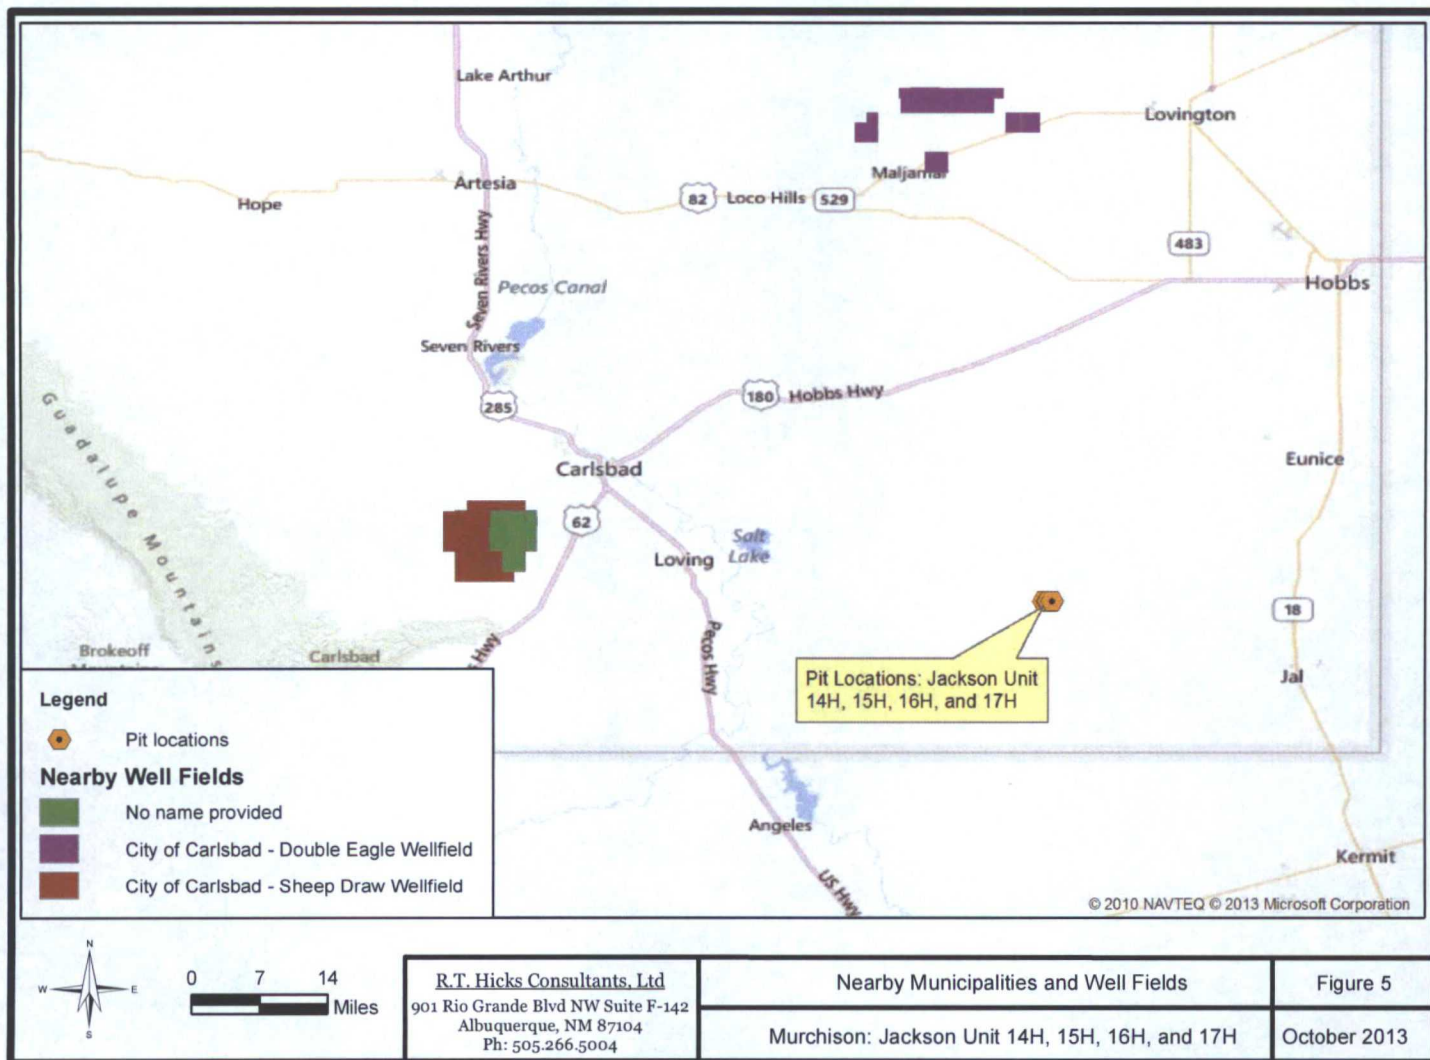 Lake Arthur
Lovington
Artesia
Maljamar
Hope
82
Loco Hills
529
Seven Rivers Hwy
483
Pecos Canal
Hobbs
Seven Rivers
180
Hobbs Hwy
285
Guadalupe Mountains
Carlsbad
Eunice
62
Salt
Lake
Loving
18
Pecos Hwy
Brokeoff
Carlsbad
s Hwy
Pit Locations: Jackson Unit
14H, 15H, 16H, and 17H
Jal
Legend
Pit locations
Nearby Well Fields
No name provided
City of Carlsbad - Double Eagle Wellfield
City of Carlsbad - Sheep Draw Wellfield
Angeles
US Hwy
Kermit
© 2010 NAVTEQ © 2013 Microsoft Corporation
N
W
E
S
0 7 14
Miles
R.T. Hicks Consultants, Ltd
901 Rio Grande Blvd NW Suite F-142
Albuquerque, NM 87104
Ph: 505.266.5004
Nearby Municipalities and Well Fields
Figure 5
Murchison: Jackson Unit 14H, 15H, 16H, and 17H
October 2013